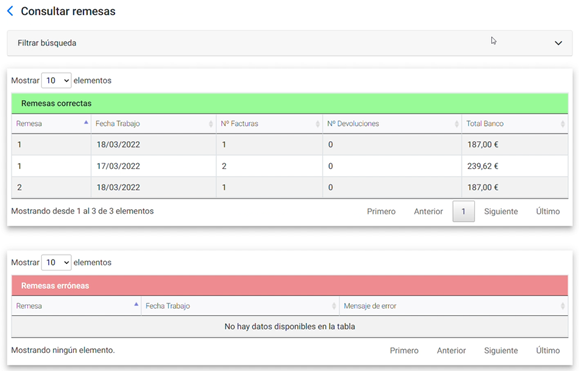 Consultar remesas
Filtrar búsqueda
Mostrar 10 elementos
Remesas correctas
Remesa Fecha Trabajo Nº Facturas Nº Devoluciones Total Banco
1 18/03/2022 1 0 187,00 €
1 17/03/2022 2 0 239,62 €
2 18/03/2022 1 0 187,00 €
Mostrando desde 1 al 3 de 3 elementos Primero Anterior 1 Siguiente Último
Mostrar 10 elementos
Remesas erróneas
Remesa Fecha Trabajo Mensaje de error
No hay datos disponibles en la tabla
Mostrando ningún elemento. Primero Anterior Siguiente Último